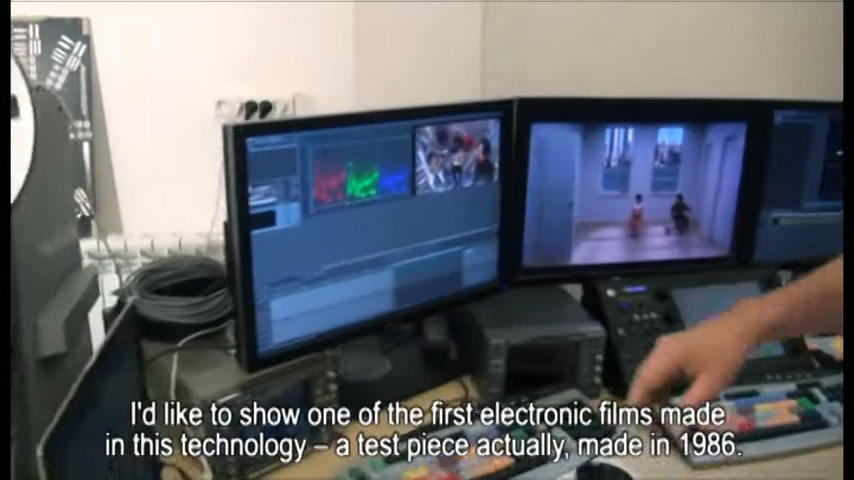 I'd like to show one of the first electronic films made
in this technology – a test piece actually, made in 1986.